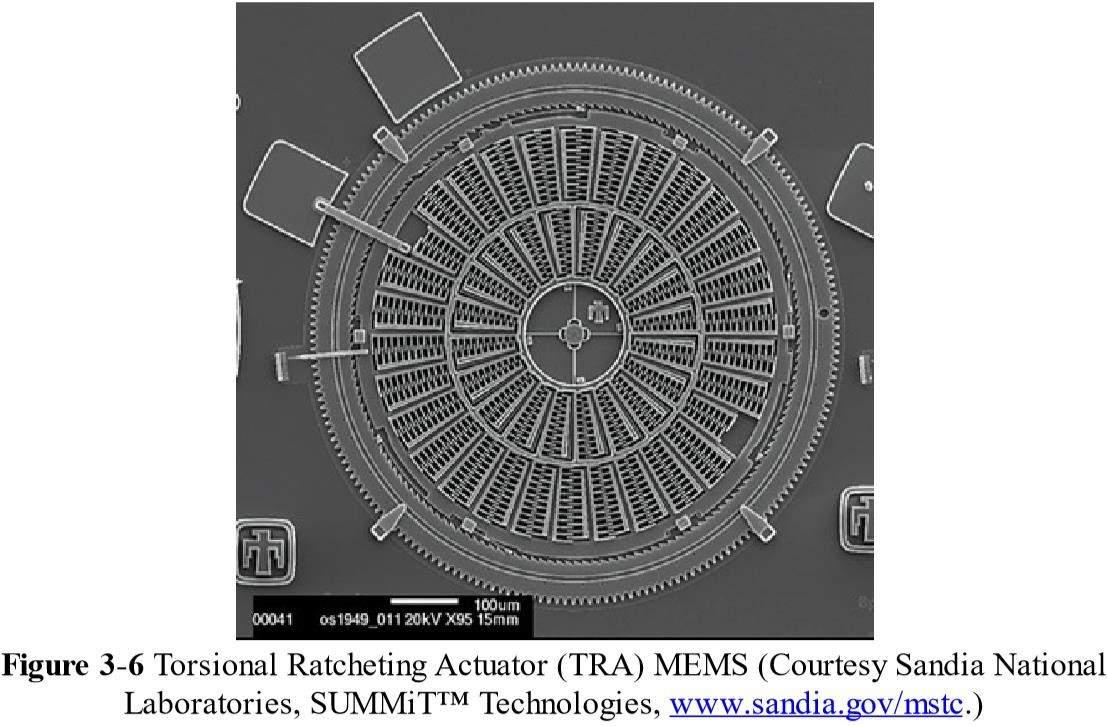 100um
00041 os1949_011 20kV X95 15mm
Figure 3-6 Torsional Ratcheting Actuator (TRA) MEMS (Courtesy Sandia National
Laboratories, SUMMiT™ Technologies, www.sandia.gov/mstc.)